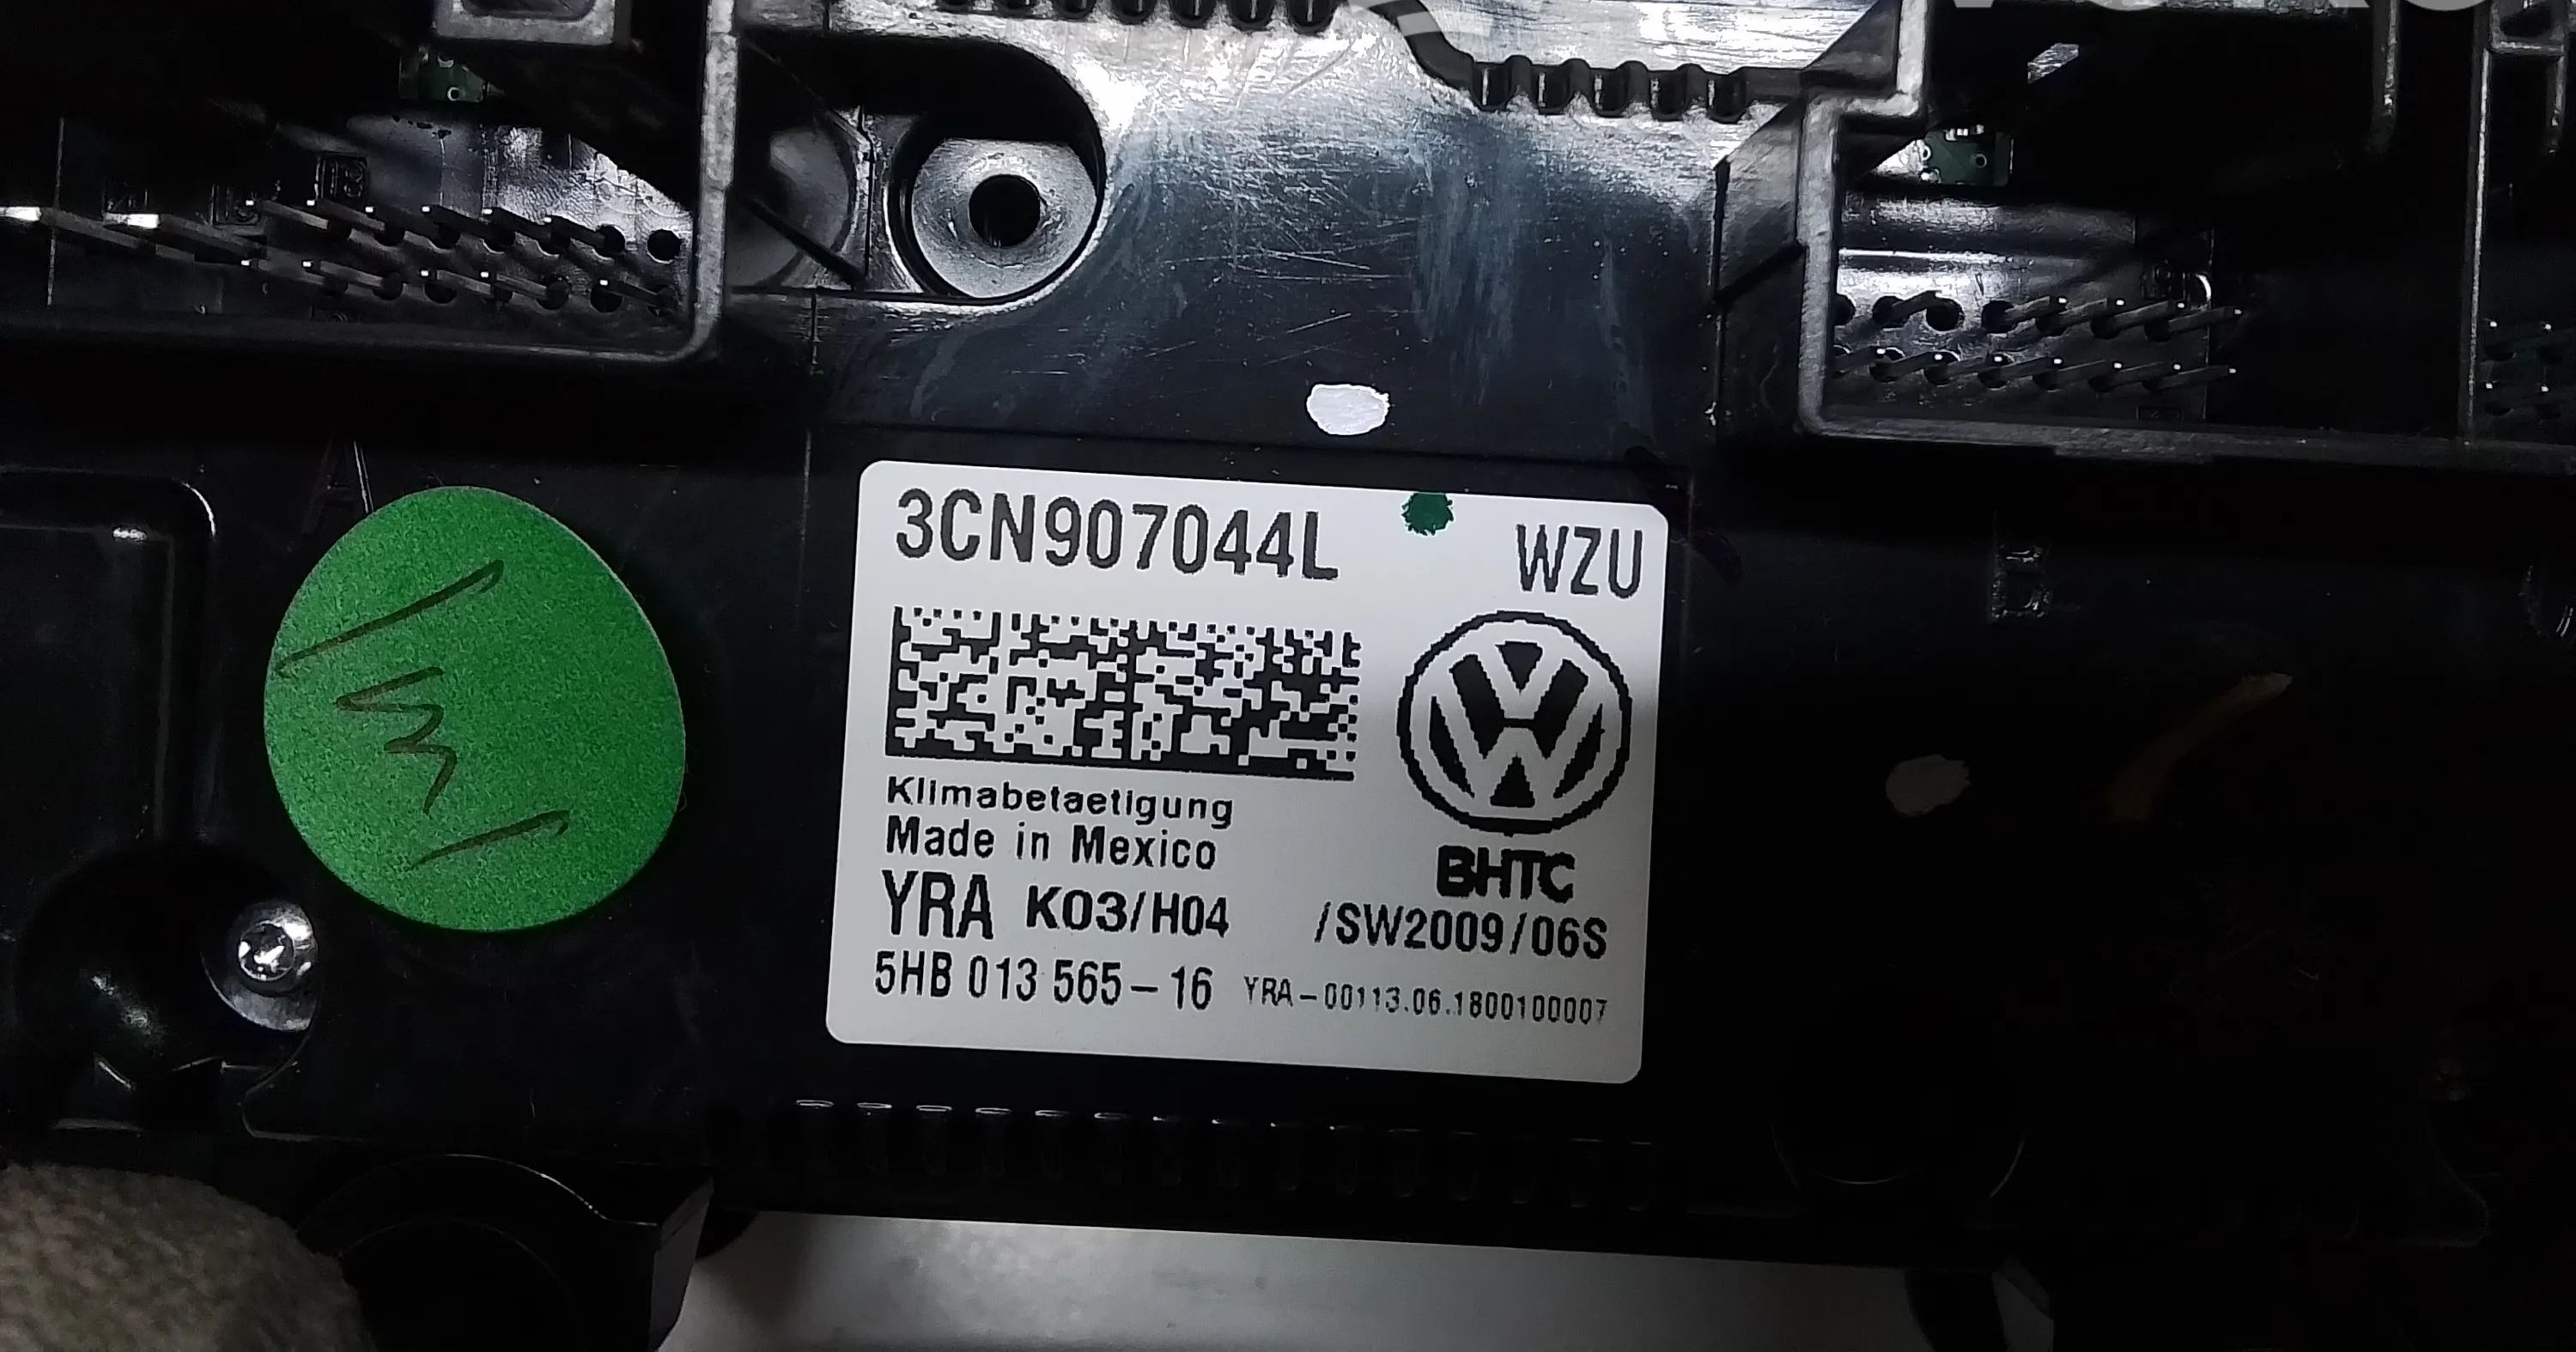 3CN907044L WZU
Klimabetaetigung
Made in Mexico
BHTC
YRA K03/H04 /SW2009/06S
5HB 013 565-16 YRA-00113.06.1800100007